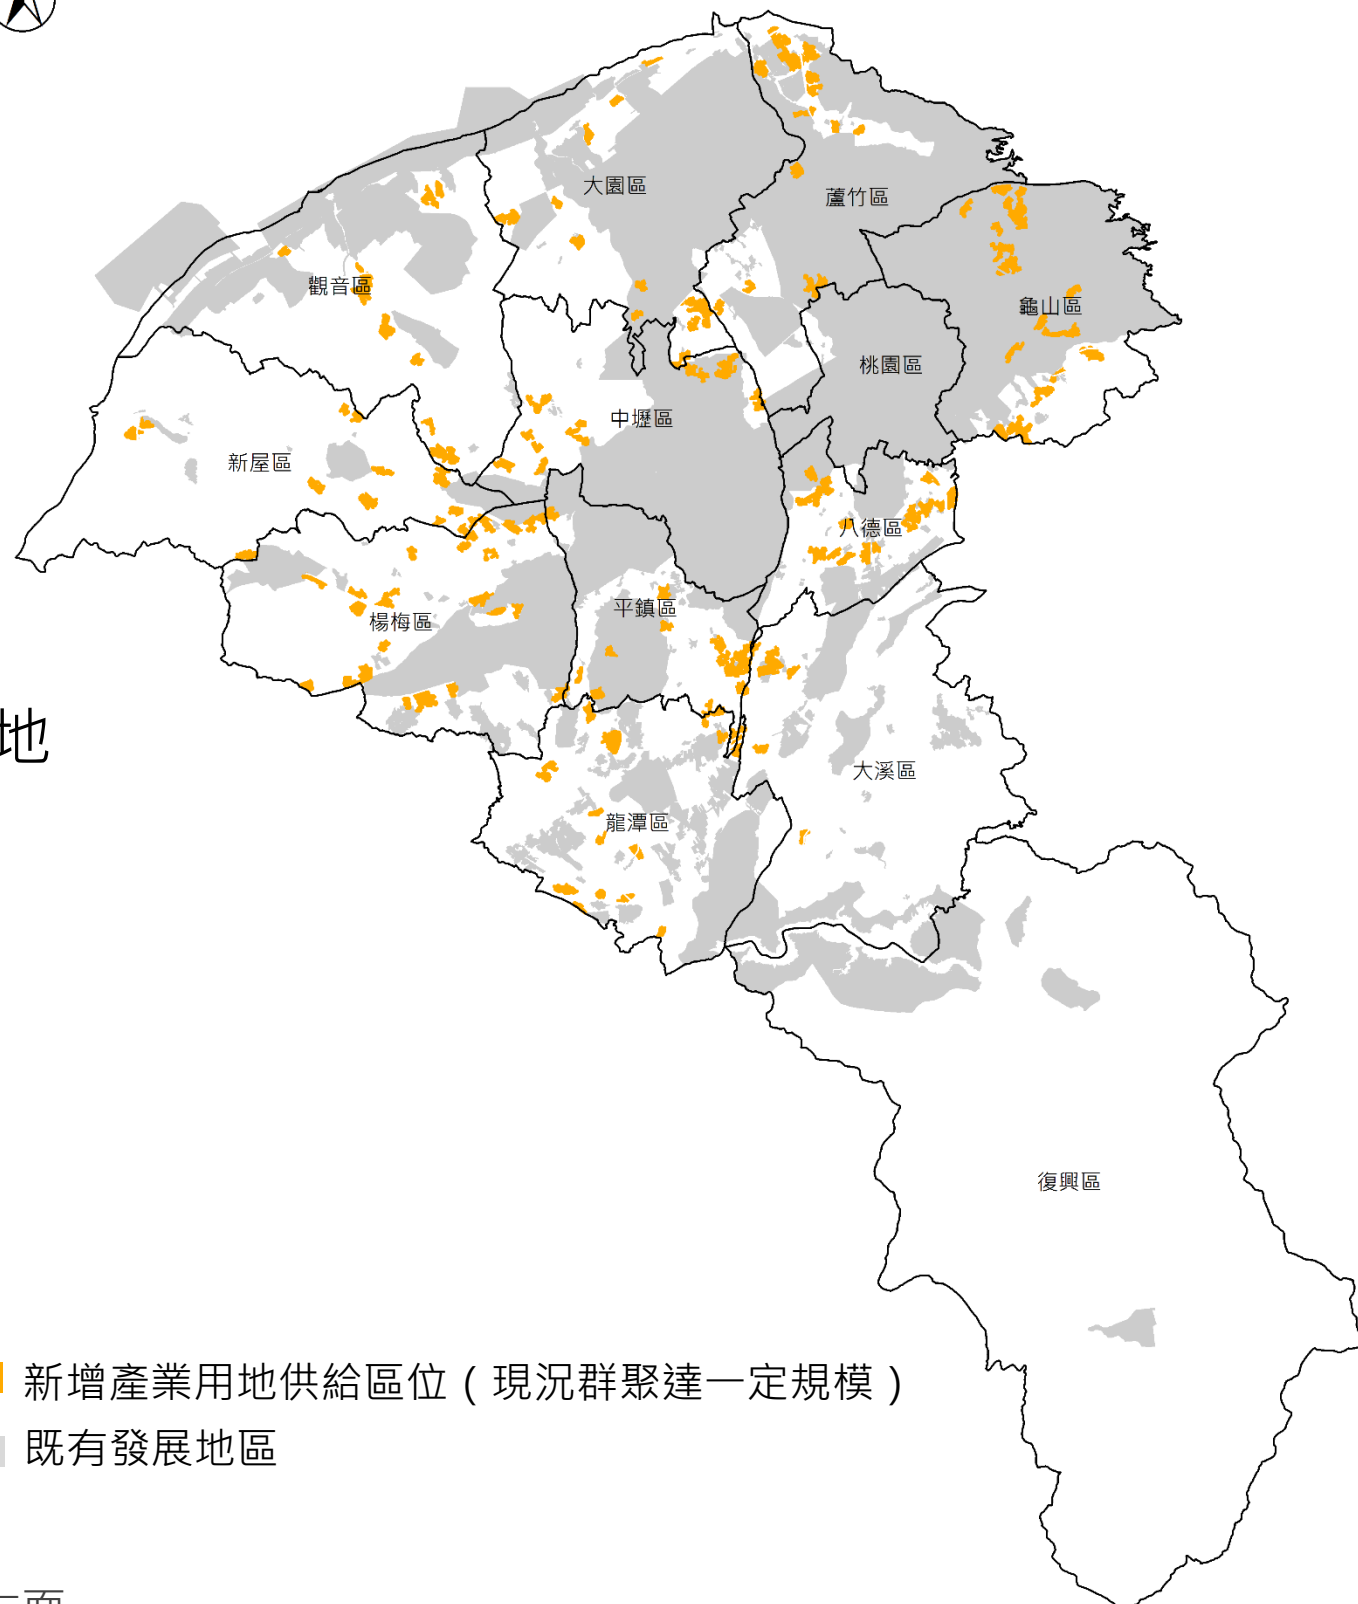 大園區
蘆竹區
觀音區
龜山區
桃園區
中壢區
新屋區
八德區
平鎮區
楊梅區
地
大溪區
龍潭區
復興區
新增產業用地供給區位(現況群聚達一定規模)
既有發展地區